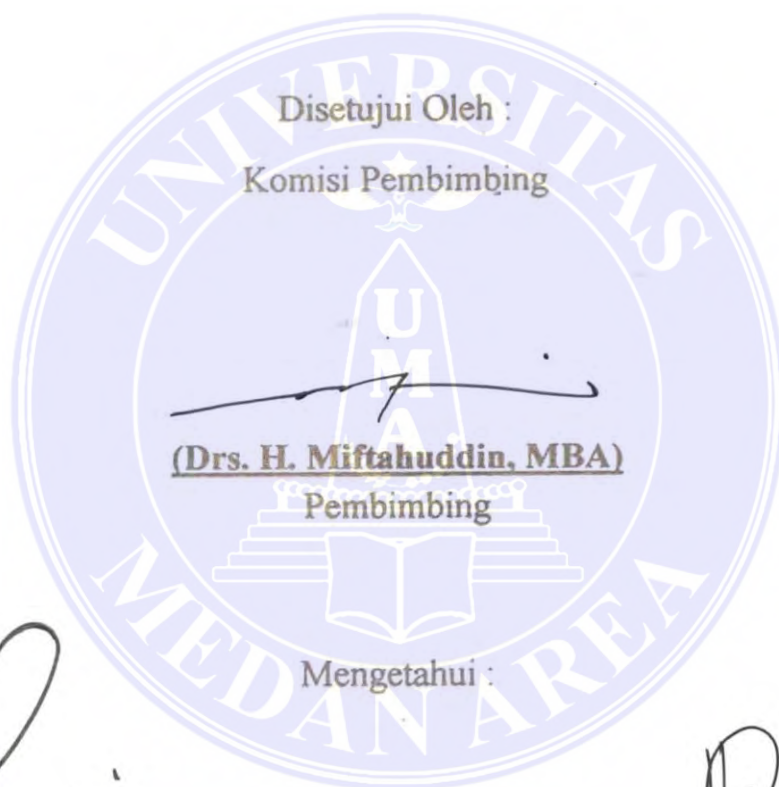 UNIVERSITAS
Disetujui Oleh :
Komisi Pembimbing
UMA
(Drs. H. Miftahuddin, MBA)
Pembimbing
Mengetahui :
MEDAN AREA